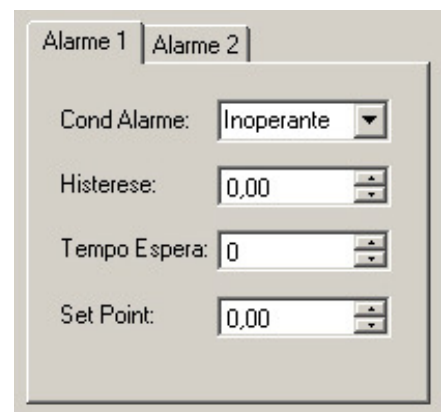 Alarme 1 Alarme 2
Cond Alarme: Inoperante
Histerese: 0,00
Tempo Espera: 0
Set Point: 0,00